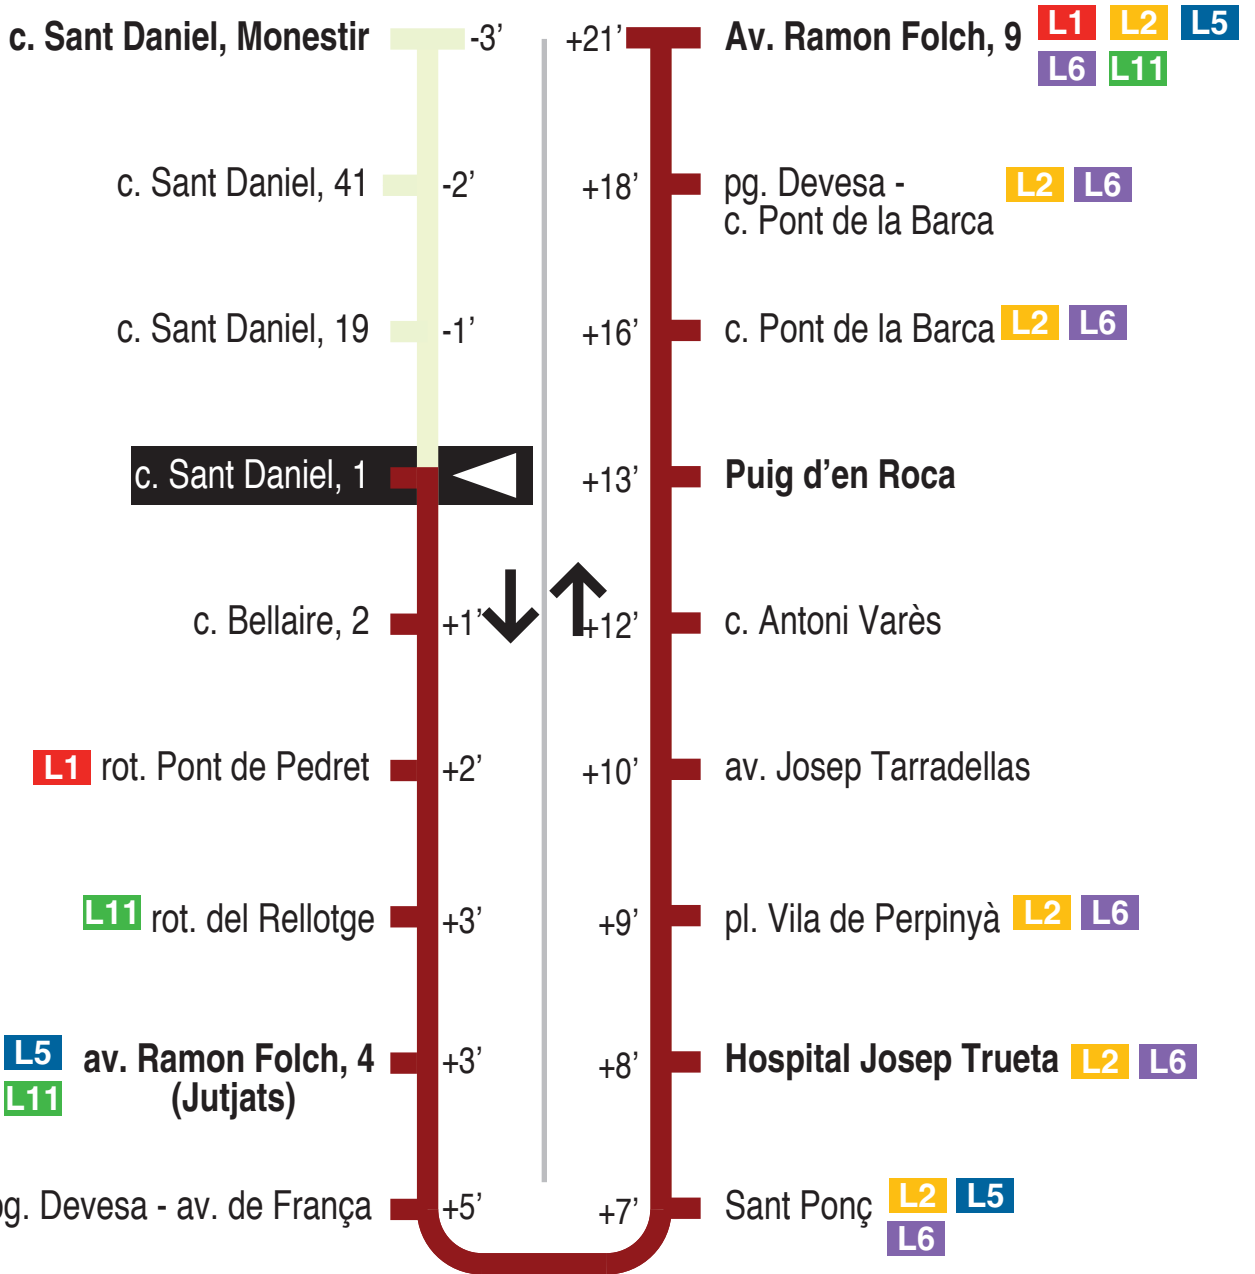 c. Sant Daniel, Monestir -3’
c. Sant Daniel, 41 -2’
c. Sant Daniel, 19 -1’
c. Sant Daniel, 1
c. Bellaire, 2 +1’
L1 rot. Pont de Pedret +2’
L11 rot. del Rellotge +3’
L5 av. Ramon Folch, 4 +3’
L11 (Jutjats)
pg. Devesa - av. de França +5’
+21’ Av. Ramon Folch, 9 L1 L2 L5
L6 L11
+18’ pg. Devesa - L2 L6
c. Pont de la Barca
+16’ c. Pont de la Barca L2 L6
+13’ Puig d’en Roca
+12’ c. Antoni Varès
+10’ av. Josep Tarradellas
+9’ pl. Vila de Perpinyà L2 L6
+8’ Hospital Josep Trueta L2 L6
+7’ Sant Ponç L2 L5
L6